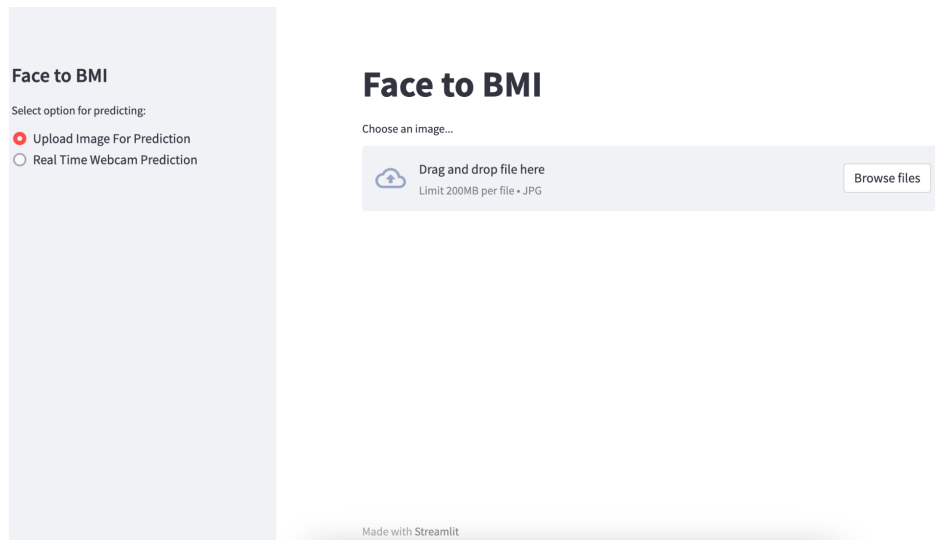 Face to BMI
Select option for predicting:
Upload Image For Prediction
Real Time Webcam Prediction
Face to BMI
Choose an image...
Drag and drop file here
Limit 200MB per file • JPG
Browse files
Made with Streamlit